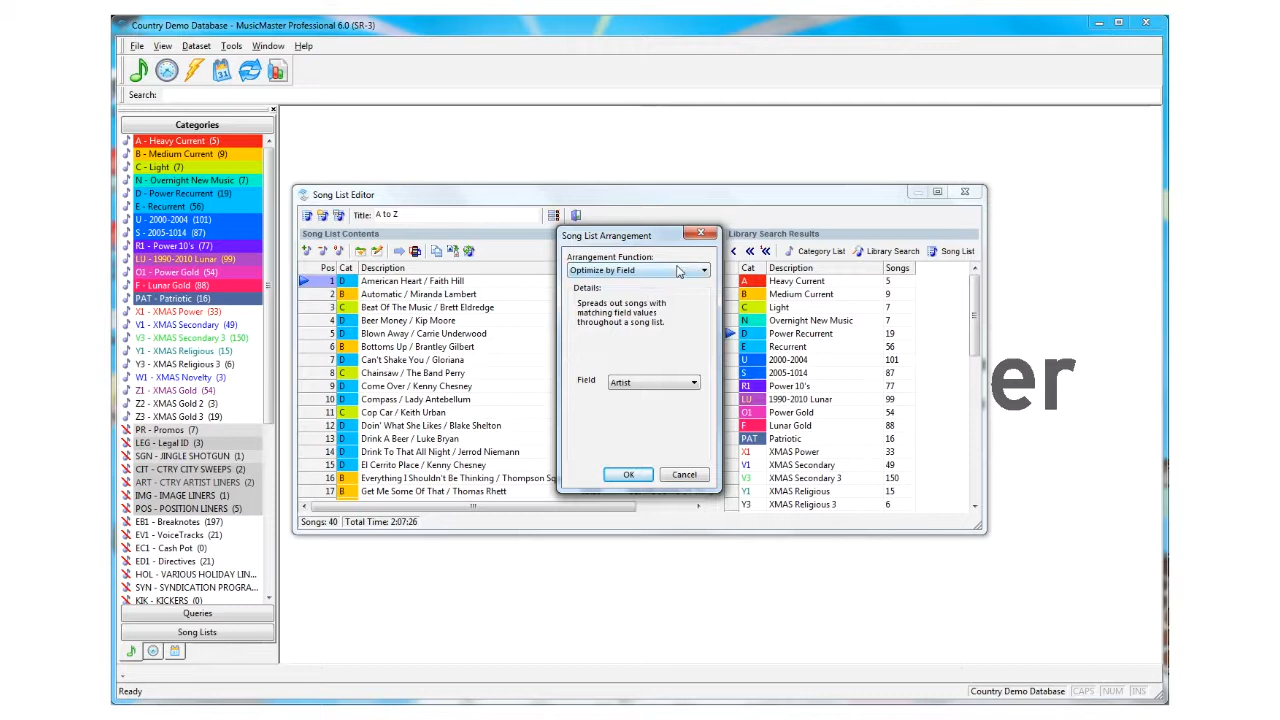 Country Demo Database - MusicMaster Professional 6.0 (SR-3)
File View Dataset Tools Window Help
Search:
Categories
A - Heavy Current (5)
B - Medium Current (9)
C - Light (7)
N - Overnight New Music (7)
D - Power Recurrent (19)
E - Recurrent (56)
U - 2000-2004 (101)
S - 2005-1014 (87)
R1 - Power 10's (77)
LU - 1990-2010 Lunar (99)
O1 - Power Gold (54)
F - Lunar Gold (88)
PAT - Patriotic (16)
X1 - XMAS Power (33)
V1 - XMAS Secondary (49)
V3 - XMAS Secondary 3 (150)
Y1 - XMAS Religious (15)
Y3 - XMAS Religious 3 (6)
W1 - XMAS Novelty (3)
Z1 - XMAS Gold (54)
Z2 - XMAS Gold 2 (3)
Z3 - XMAS Gold 3 (19)
PR - Promos (7)
LEG - Legal ID (3)
SGN - JINGLE SHOTGUN (1)
CIT - CTRY CITY SWEEPS (2)
ART - CTRY ARTIST LINERS (2)
IMG - IMAGE LINERS (1)
POS - POSITION LINERS (5)
EB1 - Breaknotes (197)
EV1 - VoiceTracks (21)
EC1 - Cash Pot (0)
ED1 - Directives (21)
HOL - VARIOUS HOLIDAY LIN...
SYN - SYNDICATION PROGRA...
KIK - KICKERS (0)
Queries
Song Lists
Song List Editor
Title: A to Z
Song List Contents
Pos Cat Description
1 D American Heart / Faith Hill
2 B Automatic / Miranda Lambert
3 C Beat Of The Music / Brett Eldredge
4 D Beer Money / Kip Moore
5 D Blown Away / Carrie Underwood
6 B Bottoms Up / Brantley Gilbert
7 D Can't Shake You / Gloriana
8 C Chainsaw / The Band Perry
9 D Come Over / Kenny Chesney
10 D Compass / Lady Antebellum
11 C Cop Car / Keith Urban
12 D Doin' What She Likes / Blake Shelton
13 D Drink A Beer / Luke Bryan
14 D Drink To That All Night / Jerrod Niemann
15 D El Cerrito Place / Kenny Chesney
16 B Everything I Shouldn't Be Thinking / Thompson Sq
17 B Get Me Some Of That / Thomas Rhett
Songs: 40 Total Time: 2:07:26
Song List Arrangement
Arrangement Function:
Optimize by Field
Details:
Spreads out songs with
matching field values
throughout a song list.
Field Artist
OK Cancel
Library Search Results
Category List Library Search Song List
Cat Description Songs
A Heavy Current 5
B Medium Current 9
C Light 7
N Overnight New Music 7
D Power Recurrent 19
E Recurrent 56
U 2000-2004 101
S 2005-1014 87
R1 Power 10's 77
LU 1990-2010 Lunar 99
O1 Power Gold 54
F Lunar Gold 88
PAT Patriotic 16
X1 XMAS Power 33
V1 XMAS Secondary 49
V3 XMAS Secondary 3 150
Y1 XMAS Religious 15
Y3 XMAS Religious 3 6
er
Ready
Country Demo Database CAPS NUM INS